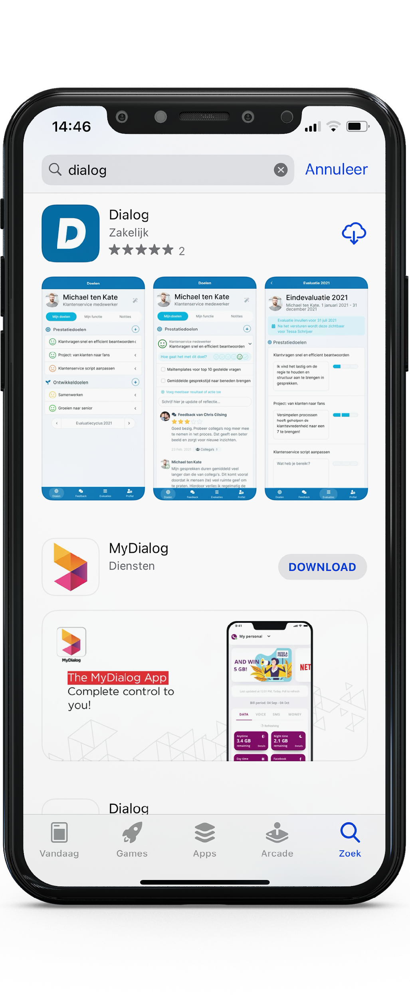 14:46
dialog
Annuleer
Dialog
Zakelijk
2
Doelen
Michael ten Kate
Klantenservice medewerker
Mijn doelen
Mijn functie
Notities
Prestatiedoelen
Klantvragen snel en efficient beantwoorden
Project: van klanten naar fans
Klantenservice script aanpassen
Ontwikkeldoelen
Samenwerken
Groeien naar senior
Evaluatiecyclus 2021
Doelen
Feedback
Evaluaties
Profiel
Doelen
Michael ten Kate
Klantenservice medewerker
Mijn doelen
Mijn functie
Notities
Prestatiedoelen
Klantenservice medewerker
Klantvragen snel en efficient beantwoorden
Hoe gaat het met dit doel?
Mailtemplates voor top 10 gestelde vragen
Gemiddelde gesprekstijd naar beneden brengen
Voeg meetbaar resultaat of actie toe
Schrijf hier je update of reflectie...
Feedback van Chris Gilsing
Goed bezig. Probeer collega's nog meer mee
te nemen in het proces. Dat geeft een beter
beeld en zorgt voor nieuwe inzichten.
23 Feb. 2021
Collega's
Michael ten Kate
Mijn gesprekken duren gemiddeld veel
langer dan die van collega's. Dit komt vooral
doordat ik mensen (te) veel ruimte geef om
te praten. Hierdoor verlies ik regelmatig de
Doelen
Feedback
Evaluaties
Profiel
Evaluatie 2021
Eindevaluatie 2021
Michael ten Kate. 1 januari 2021 - 31
december 2021
Evaluatie invullen voor 31 juli 2021
Na het versturen wordt deze zichtbaar
voor Tessa Schrijver
Prestatiedoelen
Klantvragen snel en efficient beantwoorden
Ik vind het lastig om de
regie te houden en
structuur aan te brengen in
gesprekken.
Project: van klanten naar fans
Versimpelen processen
heeft geholpen de
klanttevredenheid naar een
7 te brengen!
Klantenservice script aanpassen
Wat heb je bereikt?
Doelen
Feedback
Evaluaties
Profiel
MyDialog
Diensten
DOWNLOAD
MyDialog
The MyDialog App
Complete control to
you!
9:41
My personal
REFER A
FRIEND
AND WIN
5 GB!
NET
Last updated at 12:01 PM, Today. Pull to refresh
Bill period: 04 Sep - 04 Oct
DATA
VOICE
SMS
MONEY
Refreshing
Anytime
3.4 GB
remaining
Details
Night time
2.1 GB
remaining
Details
Day time
Facebook
Dialog
Vandaag
Games
Apps
Arcade
Zoek